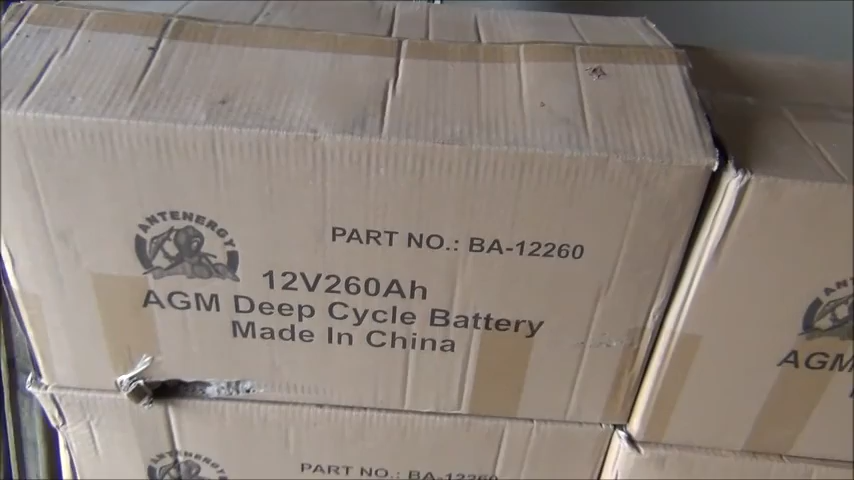 ANTENERGY
PART NO.: BA-12260
12V260Ah
AGM Deep Cycle Battery
Made in China
AGM
PART NO.: BA-12260